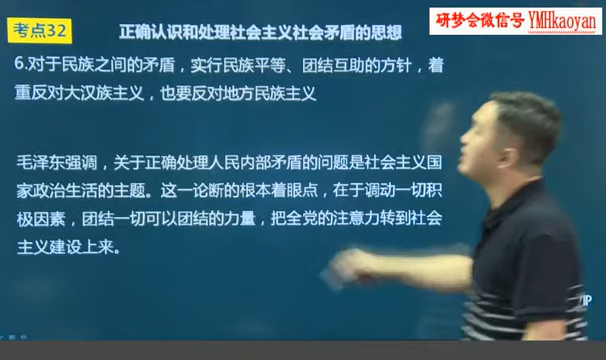 考点32
正确认识和处理社会主义社会矛盾的思想
研梦会微信号
YMHkaoyan
6.对于民族之间的矛盾，实行民族平等、团结互助的方针，着
重反对大汉族主义，也要反对地方民族主义
毛泽东强调，关于正确处理人民内部矛盾的问题是社会主义国
家政治生活的主题。这一论断的根本着眼点，在于调动一切积
极因素，团结一切可以团结的力量，把全党的注意力转到社会
主义建设上来。